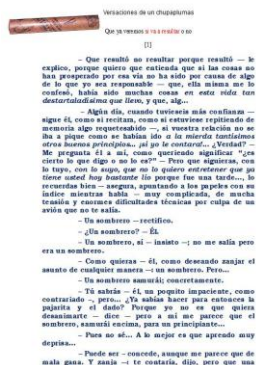 Versaciones de un chupaplumas
Que ya veremos si va a resultar o no
[1]
– Que resultó no resultar porque resultó — le
explico, porque quiero que entienda que si las cosas no
han prosperado por esa vía no ha sido por causa de algo
de lo que yo sea responsable — que, ella misma me lo
confesó, había sido muchas cosas en esta vida tan
destartaladísima que llevo, y que, alg...
– Algún día, cuando tuvieseis más confianza —
sigue él, como si recitara, como si estuviese repitiendo de
memoria algo requetesabido —, si vuestra relación no se
iba a pique como se habían ido a la mierda tantísimos
otros buenos principios... ¡si yo le contara!... ¿Verdad? –
Me pregunta él a mí, como queriendo significar "¿es
cierto lo que digo o no lo es?" – Pero que siguieras, con
lo tuyo, con lo suyo, que no lo quiero entretener que ya
tiene usted hoy bastante lío porque fue una tarde..., lo
recuerdas bien — asegura, apuntando a los papeles con su
índice mientras habla — muy complicada, de mucha
tensión y enormes dificultades técnicas por culpa de un
avión que no te salía.
– Un sombrero — rectifico.
– ¿Un sombrero? — ÉL
– Un sombrero, sí — insisto —; no me salía pero
era un sombrero.
– Como quieras — él, como deseando zanjar el
asunto de cualquier manera —: un sombrero. Pero...
– Un sombrero samurái; concretamente.
– Tú sabrás — él, un poquito impaciente, como
contrariado –, pero... ¿Ya sabías hacer para entonces la
pajarita y el dado? Porque yo no es que quiera
desanimarte — dice — pero a mí me parece que el
sombrero, samurái encima, para un principiante...
– Pues no sé... A lo mejor es que aprendo muy
deprisa...
– Puede ser – concede, aunque me parece que de
mala gana. Y zanja —: te contaría, dijo, pero que una